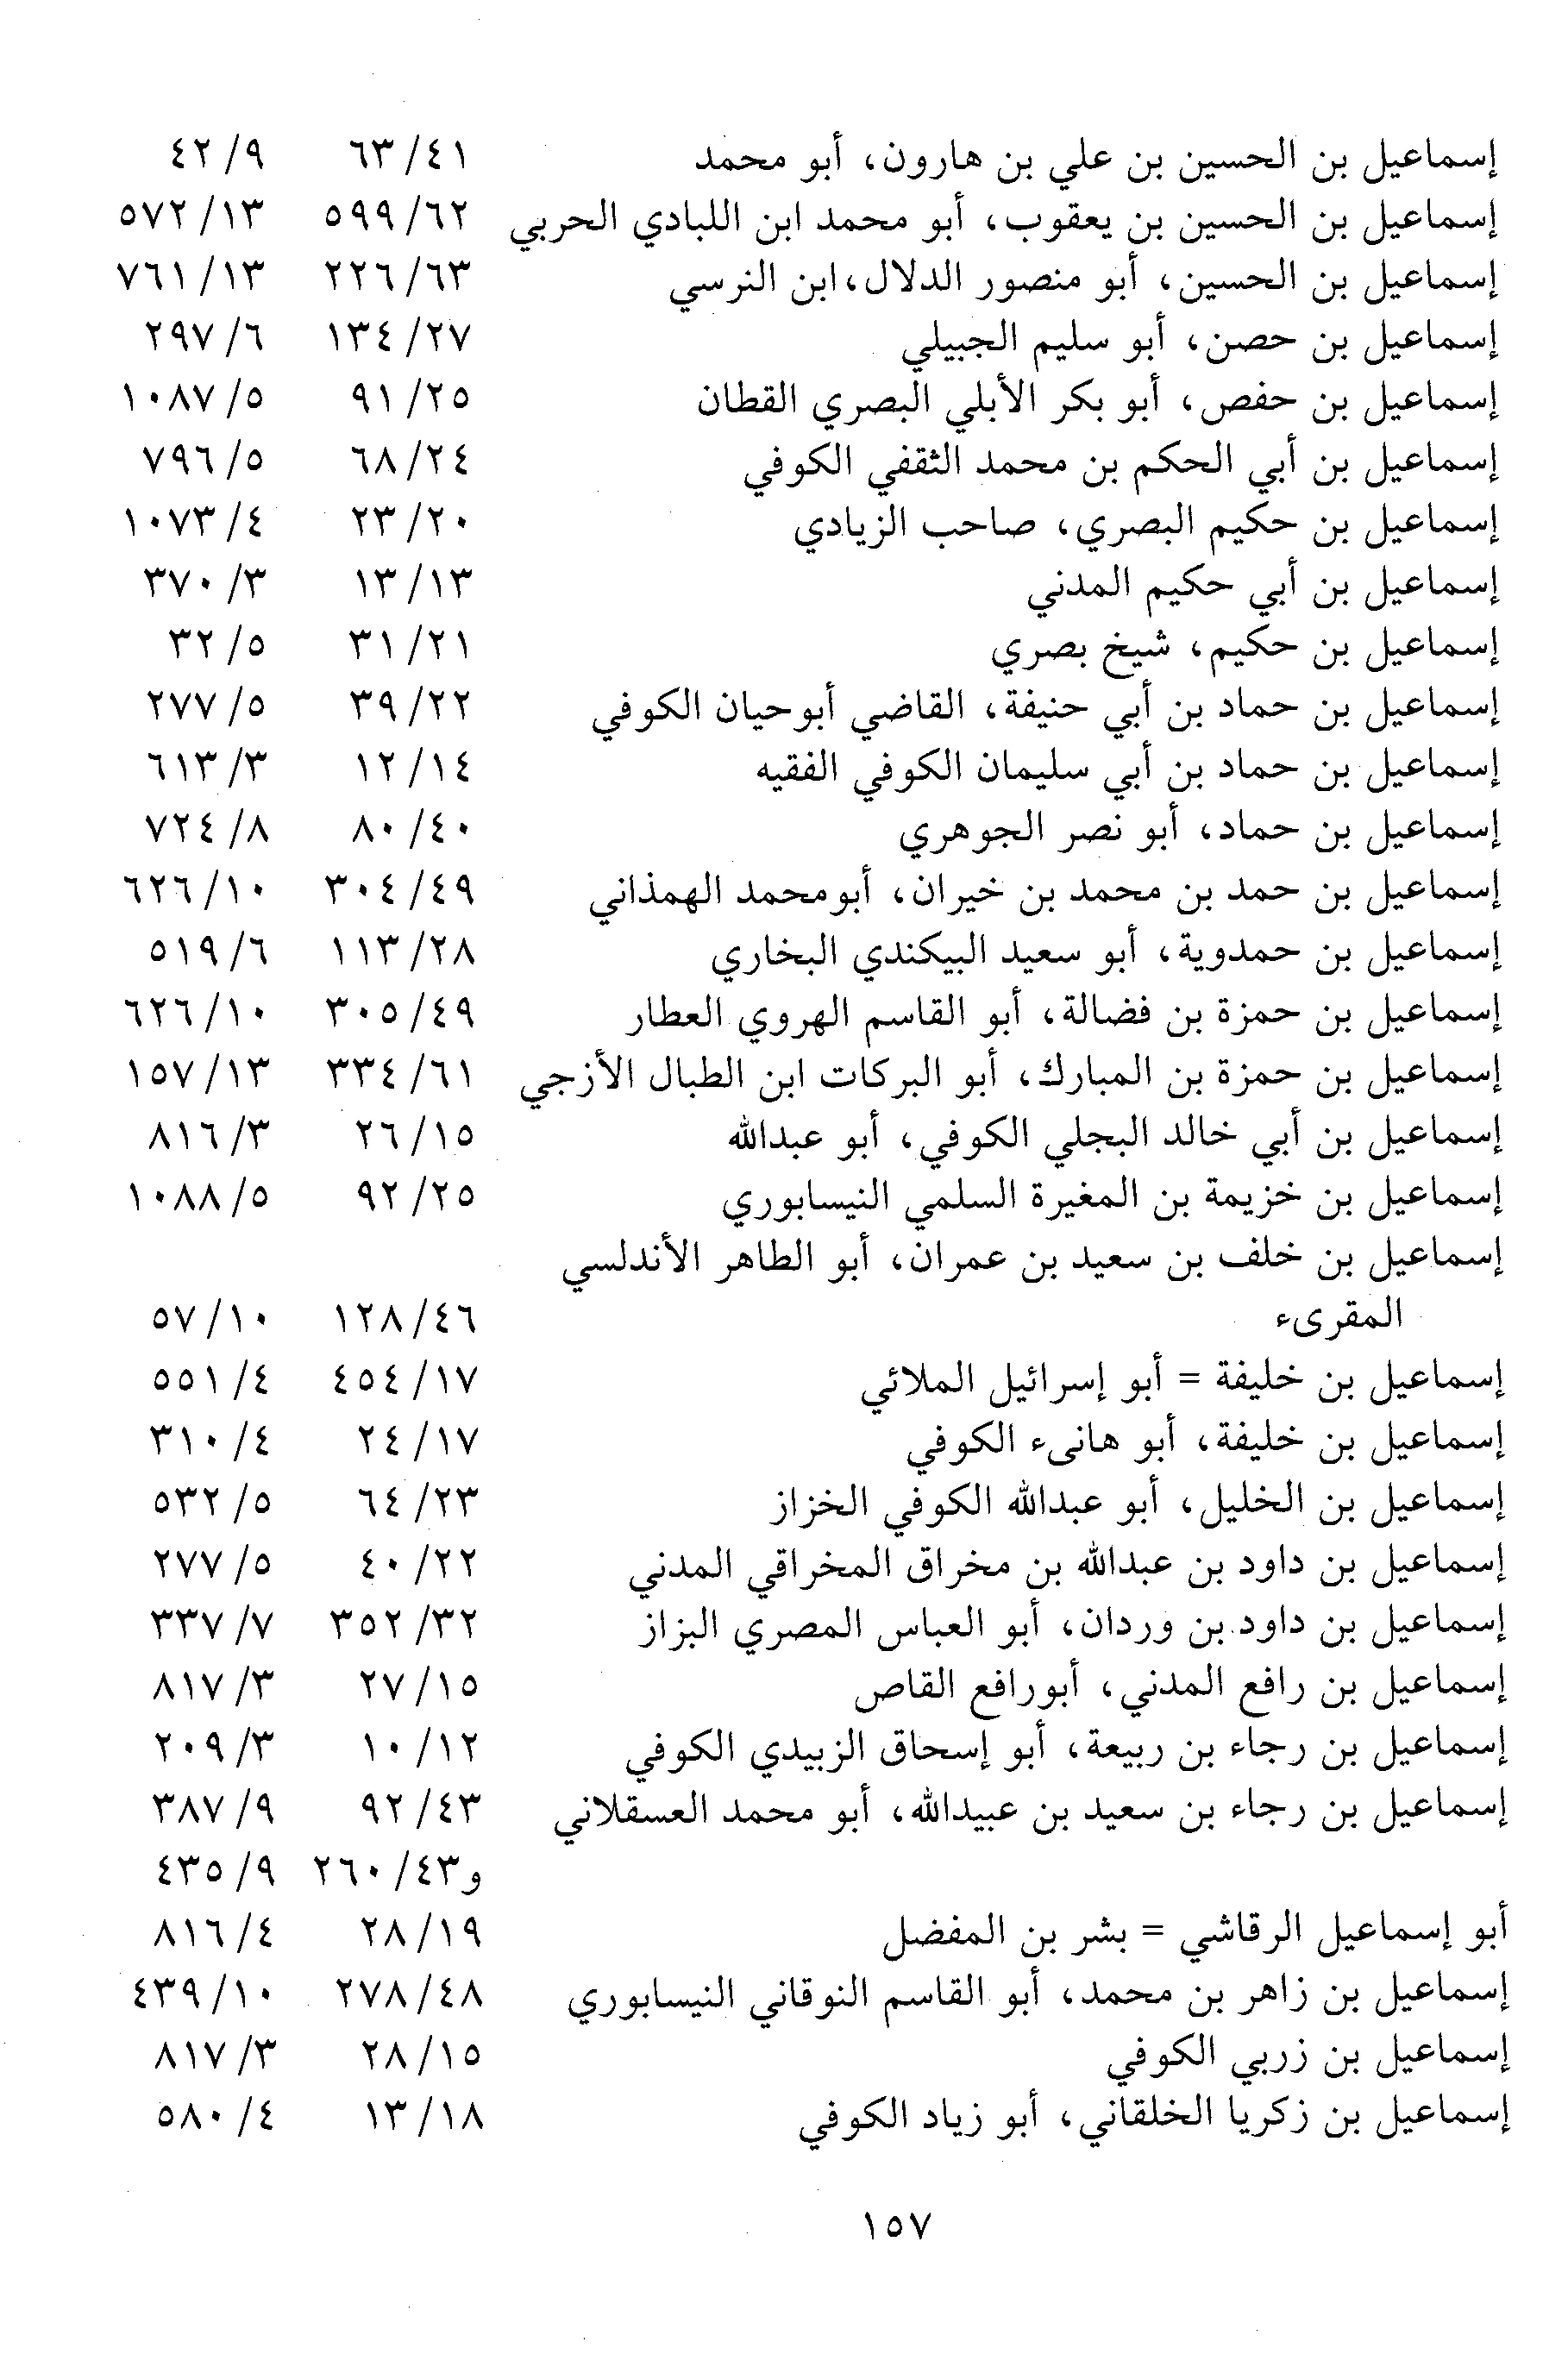 إسماعيل بن الحسين بن علي بن هارون، أبو محمد ٤١/ ٦٣ ٩/ ٤٢
إسماعيل بن الحسين بن يعقوب، أبو محمد ابن اللبادي الحربي ٦٢/ ٥٩٩ ١٣/ ٥٧٢
إسماعيل بن الحسين، أبو منصور الدلال، ابن النرسي ٦٣/ ٢٢٦ ١٣/ ٧٦١
إسماعيل بن حصن، أبو سليم الجبيلي ٢٧/ ١٣٤ ٦/ ٢٩٧
إسماعيل بن حفص، أبو بكر الأبلي البصري القطان ٢٥/ ٩١ ٥/ ١٠٨٧
إسماعيل بن أبي الحكم بن محمد الثقفي الكوفي ٢٤/ ٦٨ ٥/ ٧٩٦
إسماعيل بن حكيم البصري، صاحب الزيادي ٢٠/ ٢٣ ٤/ ١٠٧٣
إسماعيل بن أبي حكيم المدني ١٣/ ١٣ ٣/ ٣٧٠
إسماعيل بن حكيم، شيخ بصري ٢١/ ٣١ ٥/ ٣٢
إسماعيل بن حماد بن أبي حنيفة، القاضي أبوحيان الكوفي ٢٢/ ٣٩ ٥/ ٢٧٧
إسماعيل بن حماد بن أبي سليمان الكوفي الفقيه ١٤/ ١٢ ٣/ ٦١٣
إسماعيل بن حماد، أبو نصر الجوهري ٤٠/ ٨٠ ٨/ ٧٢٤
إسماعيل بن حمد بن محمد بن خيران، أبومحمد الهمذاني ٤٩/ ٣٠٤ ١٠/ ٦٢٦
إسماعيل بن حمدوية، أبو سعيد البيكندي البخاري ٢٨/ ١١٣ ٦/ ٥١٩
إسماعيل بن حمزة بن فضالة، أبو القاسم الهروي العطار ٤٩/ ٣٠٥ ١٠/ ٦٢٦
إسماعيل بن حمزة بن المبارك، أبو البركات ابن الطبال الأزجي ٦١/ ٣٣٤ ١٣/ ١٥٧
إسماعيل بن أبي خالد البجلي الكوفي، أبو عبدالله ١٥/ ٢٦ ٣/ ٨١٦
إسماعيل بن خزيمة بن المغيرة السلمي النيسابوري ٢٥/ ٩٢ ٥/ ١٠٨٨
إسماعيل بن خلف بن سعيد بن عمران، أبو الطاهر الأندلسي
المقرىء ٤٦/ ١٢٨ ١٠/ ٥٧
إسماعيل بن خليفة = أبو إسرائيل الملائي ١٧/ ٤٥٤ ٤/ ٥٥١
إسماعيل بن خليفة، أبو هانىء الكوفي ١٧/ ٢٤ ٤/ ٣١٠
إسماعيل بن الخليل، أبو عبدالله الكوفي الخزاز ٢٣/ ٦٤ ٥/ ٥٣٢
إسماعيل بن داود بن عبدالله بن مخراق المخراقي المدني ٢٢/ ٤٠ ٥/ ٢٧٧
إسماعيل بن داود بن وردان، أبو العباس المصري البزاز ٣٢/ ٣٥٢ ٧/ ٣٣٧
إسماعيل بن رافع المدني، أبورافع القاص ١٥/ ٢٧ ٣/ ٨١٧
إسماعيل بن رجاء بن ربيعة، أبو إسحاق الزبيدي الكوفي ١٢/ ١٠ ٣/ ٢٠٩
إسماعيل بن رجاء بن سعيد بن عبيدالله، أبو محمد العسقلاني ٤٣/ ٩٢ ٩/ ٣٨٧
و٤٣/ ٢٦٠ ٩/ ٤٣٥
أبو إسماعيل الرقاشي = بشر بن المفضل ١٩/ ٢٨ ٤/ ٨١٦
إسماعيل بن زاهر بن محمد، أبو القاسم النوقاني النيسابوري ٤٨/ ٢٧٨ ١٠/ ٤٣٩
إسماعيل بن زربي الكوفي ١٥/ ٢٨ ٣/ ٨١٧
إسماعيل بن زكريا الخلقاني، أبو زياد الكوفي ١٨/ ١٣ ٤/ ٥٨٠
١٥٧